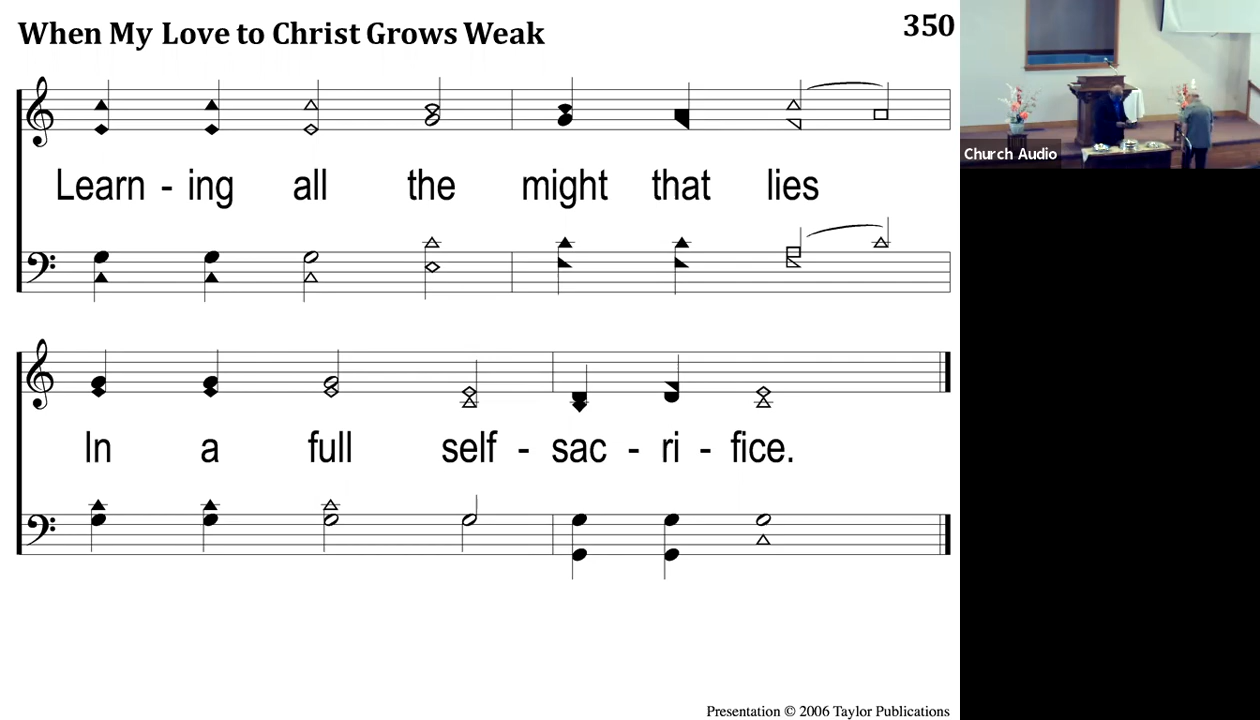 When My Love to Christ Grows Weak
350
Church Audio
Learn - ing all the might that lies
In a full self - sac - ri - fice.
Presentation © 2006 Taylor Publications